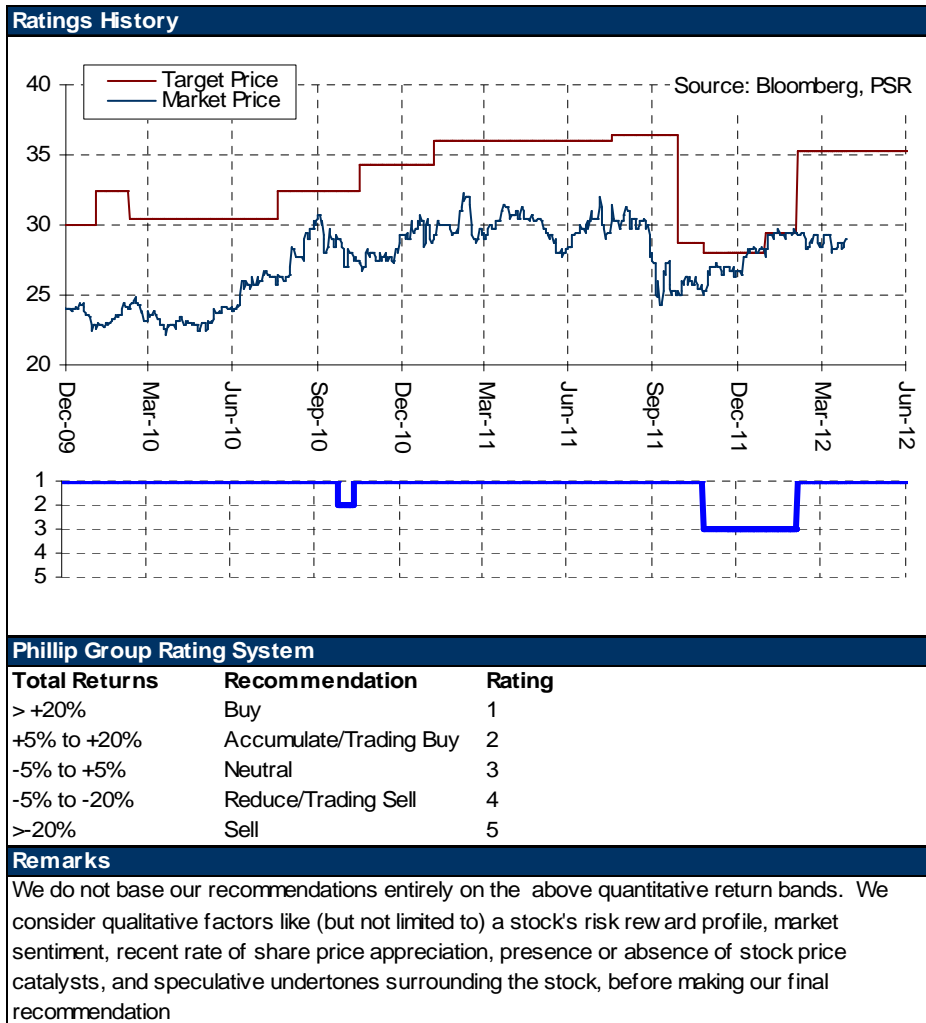 Ratings History
Target Price
Market Price
Source: Bloomberg, PSR
40
35
30
25
20
Dec-09
Mar-10
Jun-10
Sep-10
Dec-10
Mar-11
Jun-11
Sep-11
Dec-11
Mar-12
Jun-12
1
2
3
4
5
Phillip Group Rating System
Total Returns Recommendation Rating
> +20% Buy 1
+5% to +20% Accumulate/Trading Buy 2
-5% to +5% Neutral 3
-5% to -20% Reduce/Trading Sell 4
>-20% Sell 5
Remarks
We do not base our recommendations entirely on the above quantitative return bands. We
consider qualitative factors like (but not limited to) a stock's risk reward profile, market
sentiment, recent rate of share price appreciation, presence or absence of stock price
catalysts, and speculative undertones surrounding the stock, before making our final
recommendation